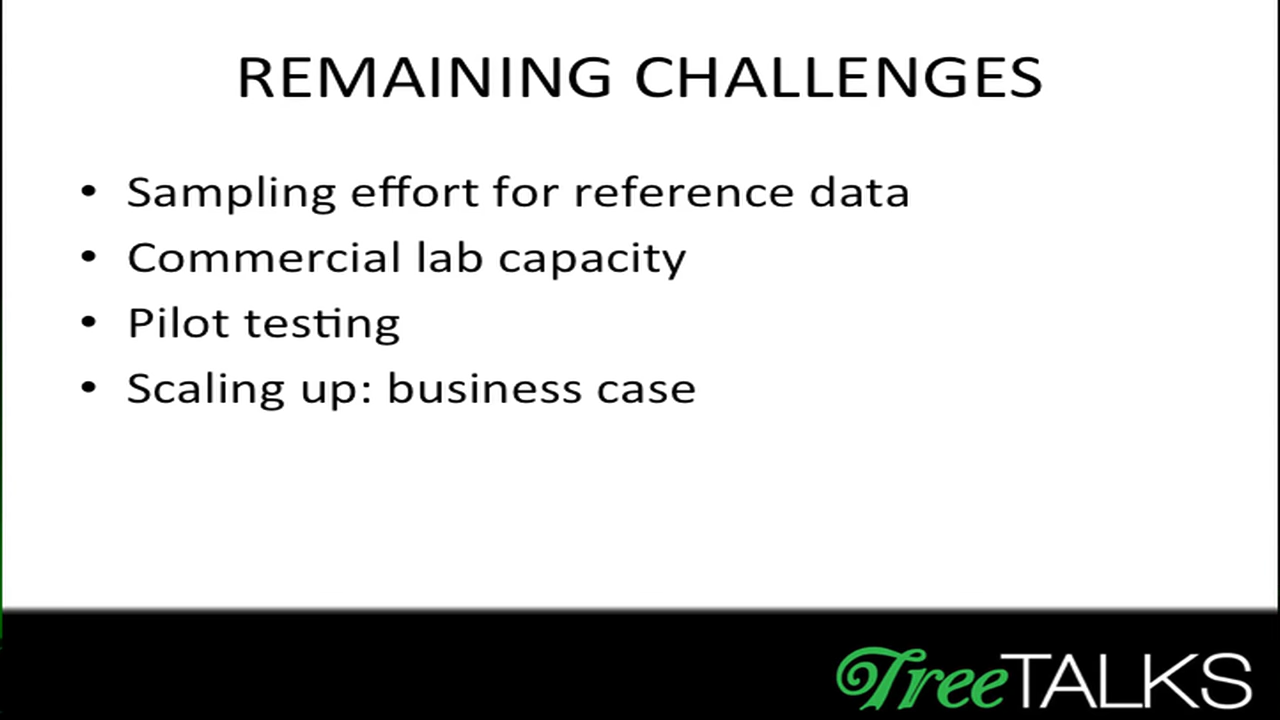 REMAINING CHALLENGES
• Sampling effort for reference data
• Commercial lab capacity
• Pilot testing
• Scaling up: business case
TreeTALKS